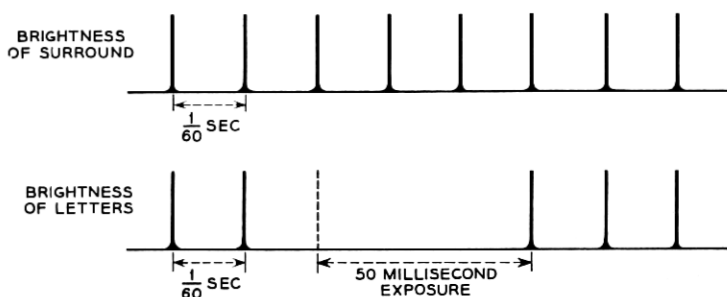 BRIGHTNESS
OF SURROUND
1/60 SEC
BRIGHTNESS
OF LETTERS
1/60 SEC
50 MILLISECOND
EXPOSURE